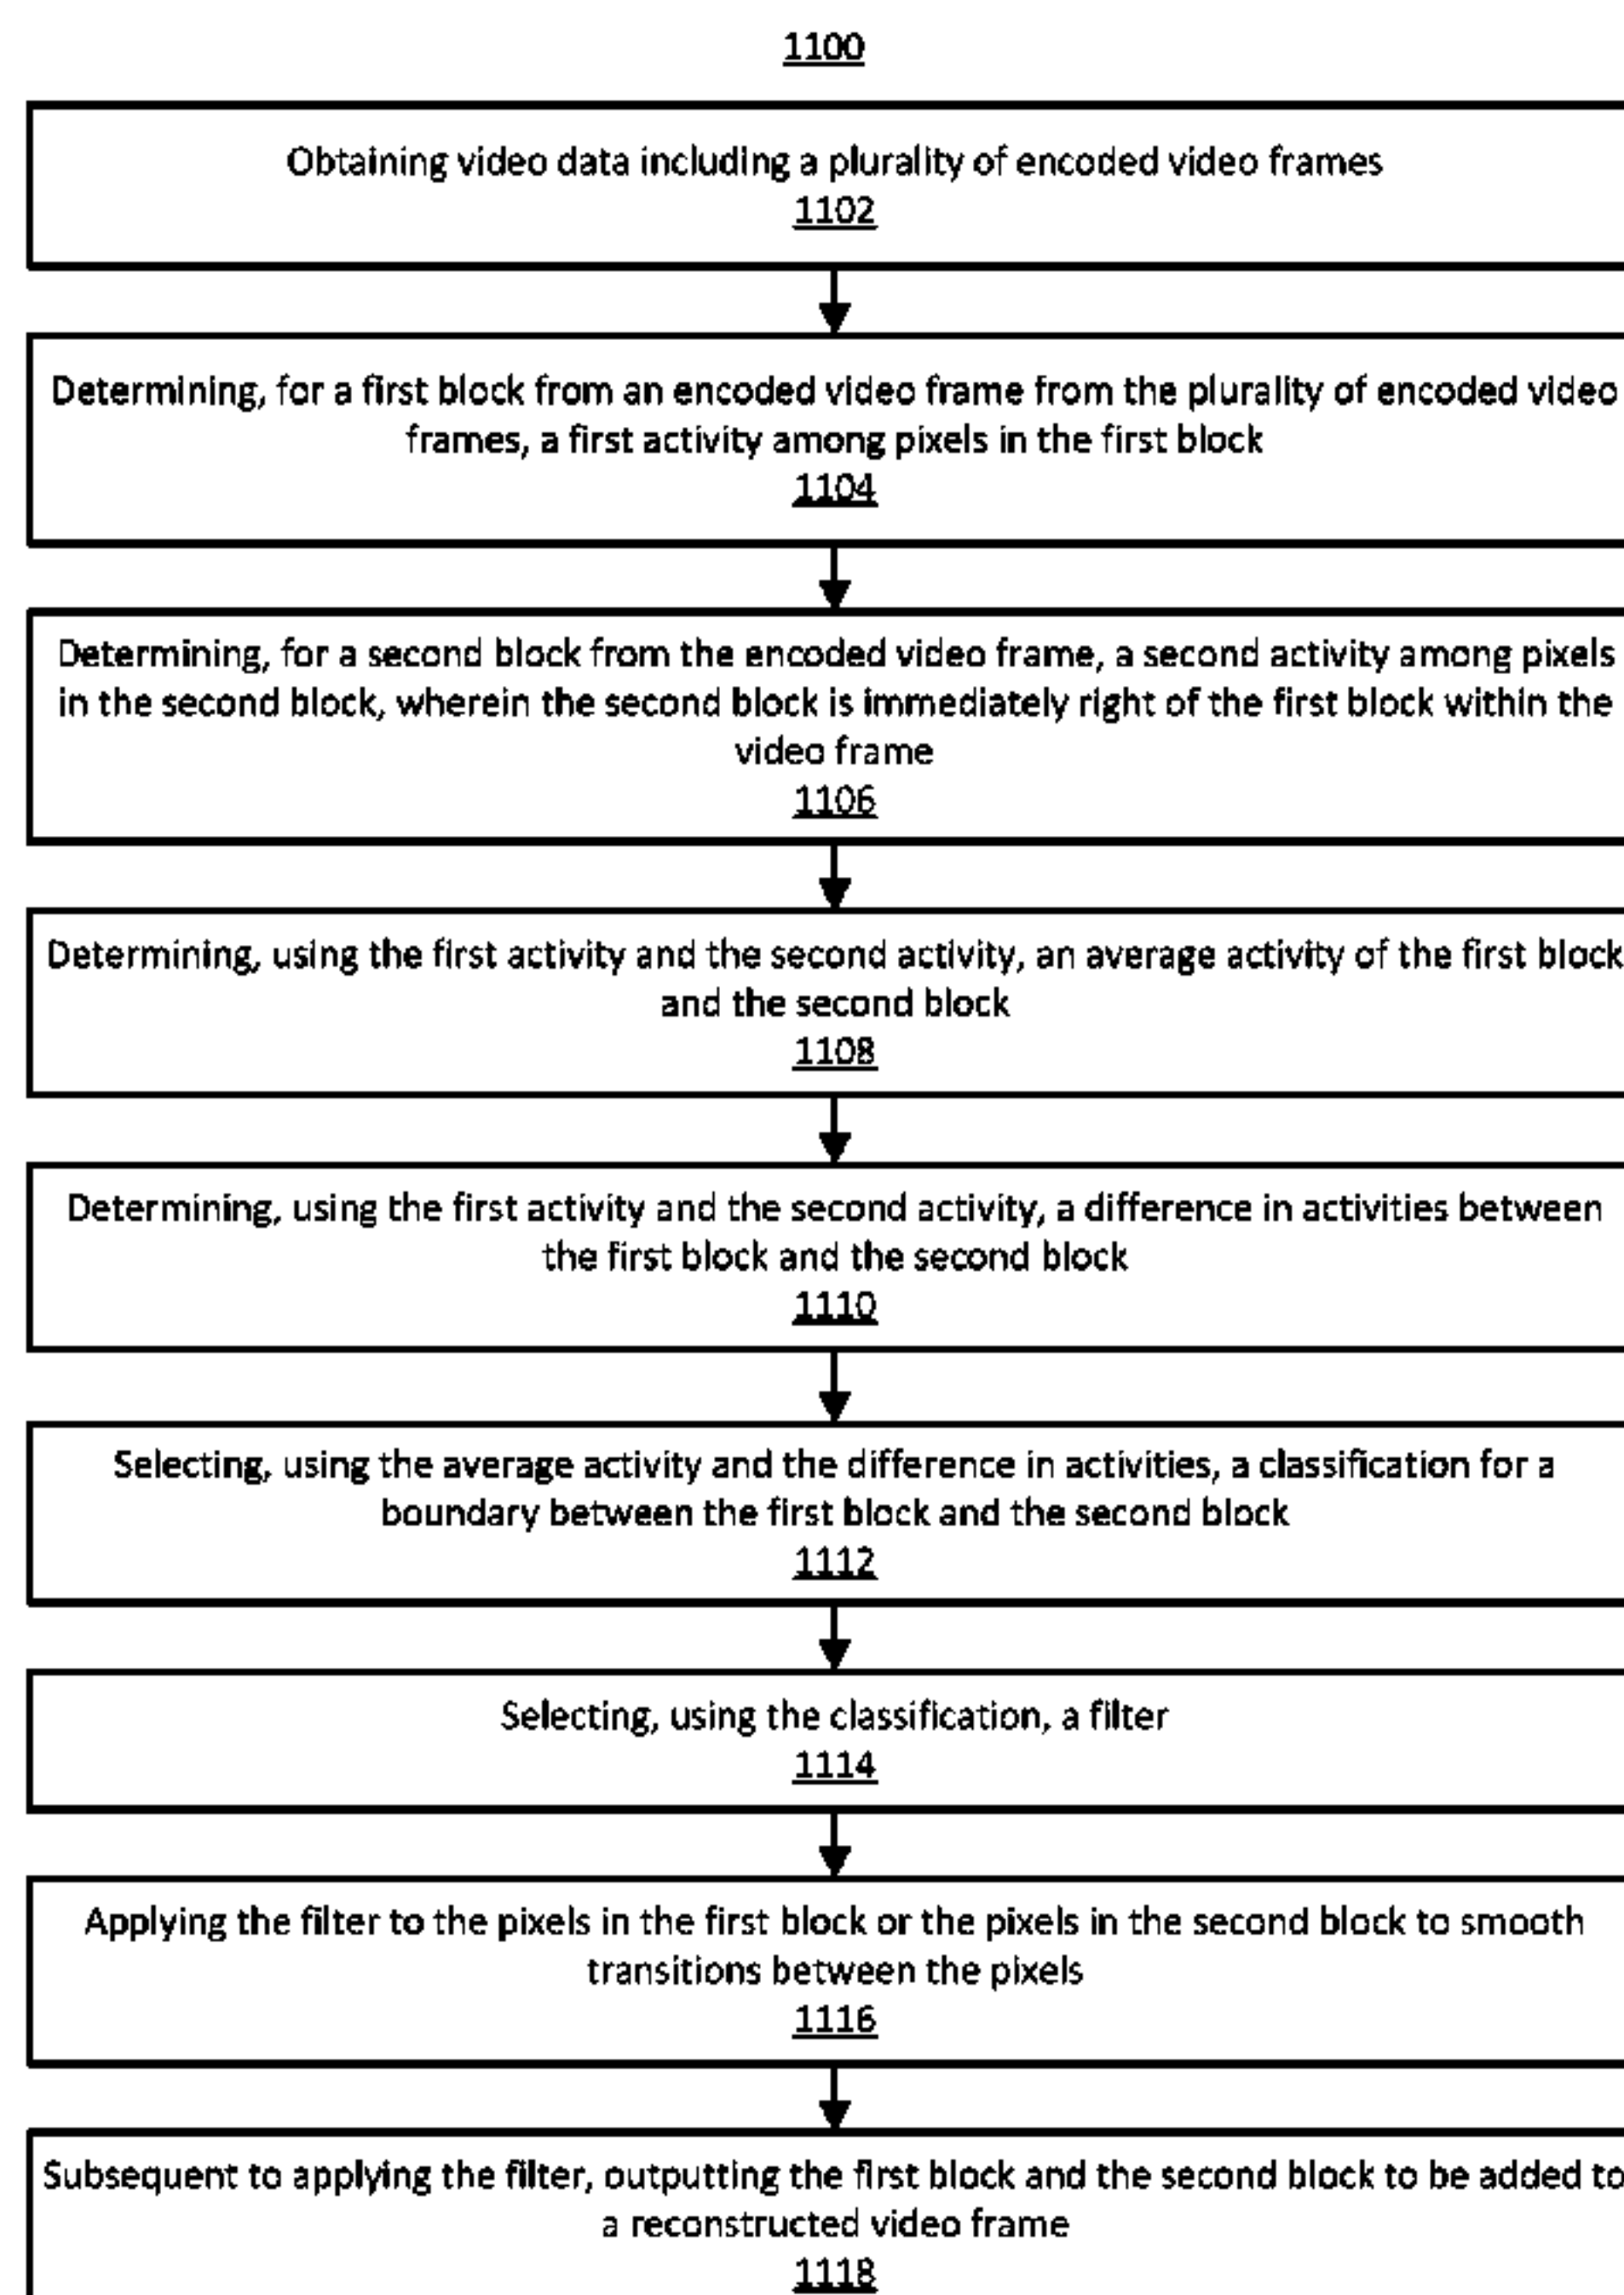 1100
Obtaining video data including a plurality of encoded video frames
1102
Determining, for a first block from an encoded video frame from the plurality of encoded video
frames, a first activity among pixels in the first block
1104
Determining, for a second block from the encoded video frame, a second activity among pixels
in the second block, wherein the second block is immediately right of the first block within the
video frame
1106
Determining, using the first activity and the second activity, an average activity of the first block
and the second block
1108
Determining, using the first activity and the second activity, a difference in activities between
the first block and the second block
1110
Selecting, using the average activity and the difference in activities, a classification for a
boundary between the first block and the second block
1112
Selecting, using the classification, a filter
1114
Applying the filter to the pixels in the first block or the pixels in the second block to smooth
transitions between the pixels
1116
Subsequent to applying the filter, outputting the first block and the second block to be added to
a reconstructed video frame
1118